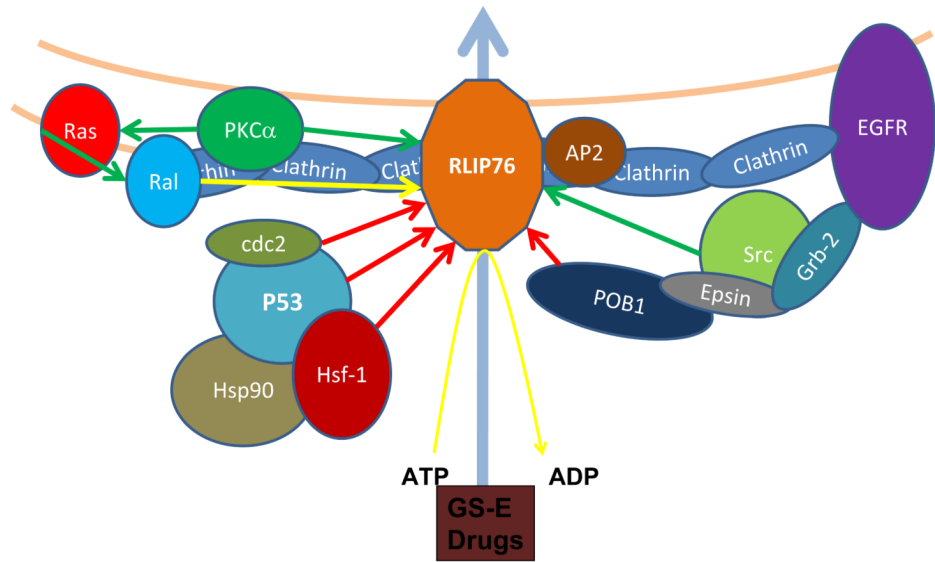 Ras
PKCα
Ral
Clathrin
RLIP76
AP2
Clathrin
Clathrin
EGFR
cdc2
P53
Hsp90
Hsf-1
Src
Grb-2
Epsin
POB1
ATP
ADP
GS-E
Drugs